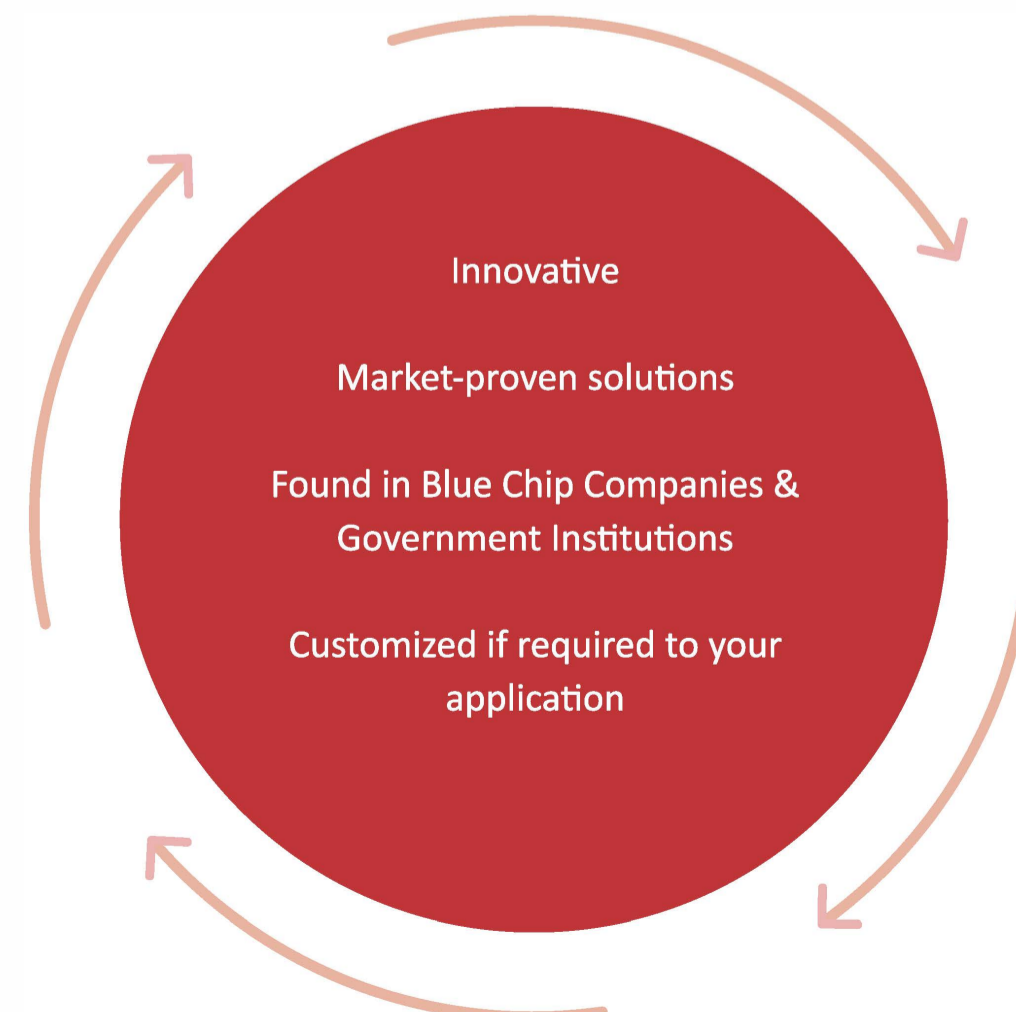 Innovative
Market-proven solutions
Found in Blue Chip Companies &
Government Institutions
Customized if required to your
application